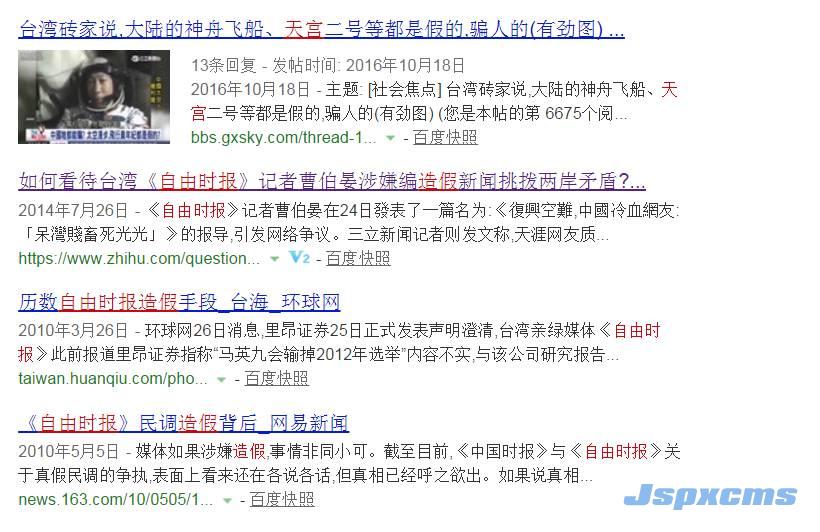 台湾砖家说,大陆的神舟飞船、天宫二号等都是假的,骗人的(有劲图) ...
13条回复 - 发帖时间: 2016年10月18日
2016年10月18日 - 主题: [社会焦点] 台湾砖家说,大陆的神舟飞船、天
宫二号等都是假的,骗人的(有劲图) (您是本帖的第 6675个阅...
bbs.gxsky.com/thread-1... - 百度快照
如何看待台湾《自由时报》记者曹伯晏涉嫌编造假新闻挑拨两岸矛盾?...
2014年7月26日 - 《自由时报》记者曹伯晏在24日發表了一篇名为:《復興空難,中國冷血網友:
「呆灣賤畜死光光」》的报导,引发网络争议。三立新闻记者则发文称,天涯网友质...
https://www.zhihu.com/question... V2 - 百度快照
历数自由时报造假手段_台海_环球网
2010年3月26日 - 环球网26日消息,里昂证券25日正式发表声明澄清,台湾亲绿媒体《自由时
报》此前报道里昂证券指称“马英九会输掉2012年选举”内容不实,与该公司研究报告...
taiwan.huanqiu.com/pho... - 百度快照
《自由时报》民调造假背后_网易新闻
2010年5月5日 - 媒体如果涉嫌造假,事情非同小可。截至目前,《中国时报》与《自由时报》关
于真假民调的争执,表面上看来还在各说各话,但真相已经呼之欲出。如果说真相...
news.163.com/10/0505/1... - 百度快照
Jspxcms